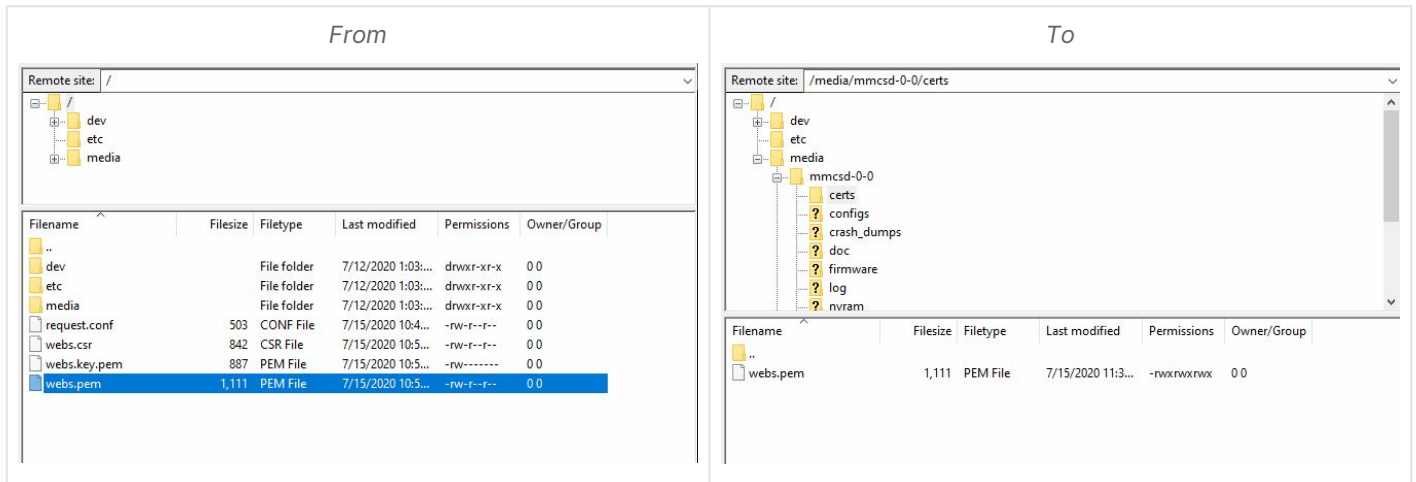 From
To
Remote site: /
/
dev
etc
media
Filename Filesize Filetype Last modified Permissions Owner/Group
..
dev File folder 7/12/2020 1:03:... drwxr-xr-x 0 0
etc File folder 7/12/2020 1:03:... drwxr-xr-x 0 0
media File folder 7/12/2020 1:03:... drwxr-xr-x 0 0
request.conf 503 CONF File 7/15/2020 10:4... -rw-r--r-- 0 0
webs.csr 842 CSR File 7/15/2020 10:5... -rw-r--r-- 0 0
webs.key.pem 887 PEM File 7/15/2020 10:5... -rw------- 0 0
webs.pem 1,111 PEM File 7/15/2020 10:5... -rw-r--r-- 0 0
Remote site: /media/mmcsd-0-0/certs
/
dev
etc
media
mmcsd-0-0
certs
? configs
? crash_dumps
? doc
? firmware
? log
? nvram
Filename Filesize Filetype Last modified Permissions Owner/Group
..
webs.pem 1,111 PEM File 7/15/2020 11:3... -rwxrwxrwx 0 0